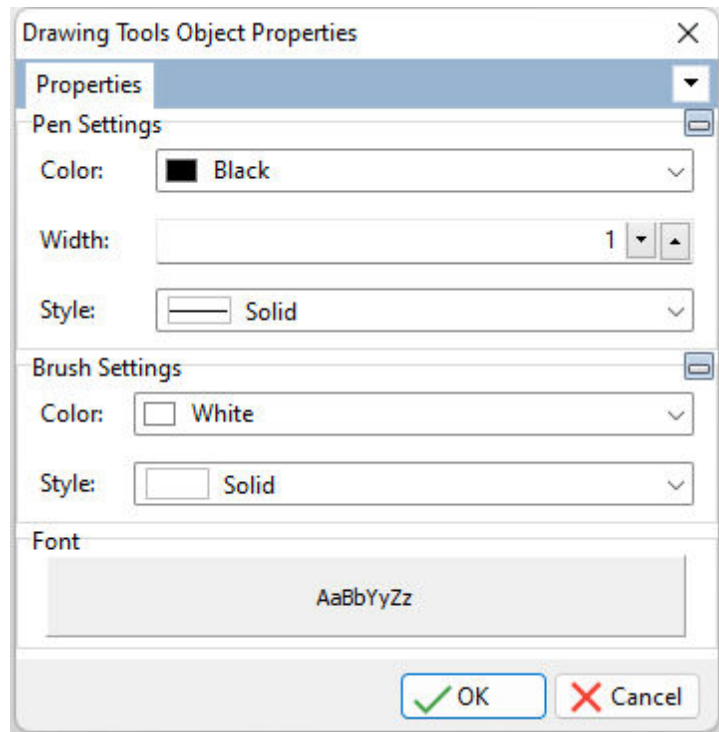 Drawing Tools Object Properties
Properties
Pen Settings
Color: Black
Width: 1
Style: Solid
Brush Settings
Color: White
Style: Solid
Font
AaBbYyZz
OK Cancel